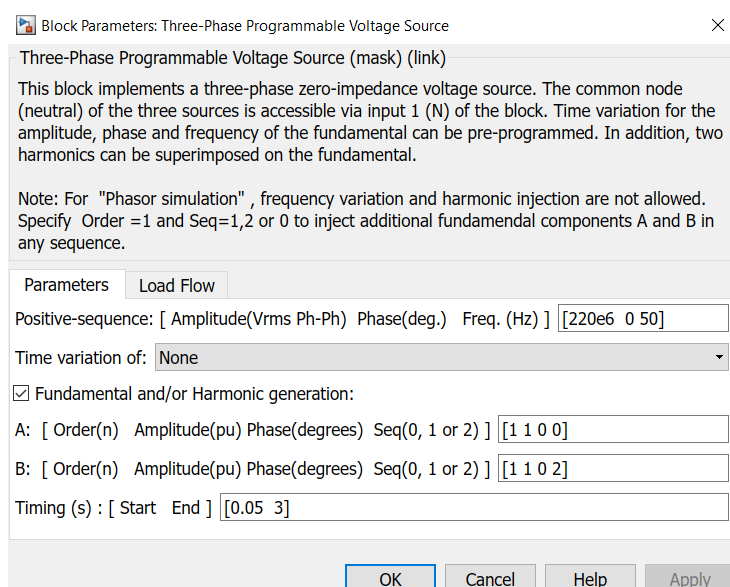 Block Parameters: Three-Phase Programmable Voltage Source
Three-Phase Programmable Voltage Source (mask) (link)
This block implements a three-phase zero-impedance voltage source. The common node
(neutral) of the three sources is accessible via input 1 (N) of the block. Time variation for the
amplitude, phase and frequency of the fundamental can be pre-programmed. In addition, two
harmonics can be superimposed on the fundamental.
Note: For "Phasor simulation" , frequency variation and harmonic injection are not allowed.
Specify Order =1 and Seq=1,2 or 0 to inject additional fundamendal components A and B in
any sequence.
Parameters Load Flow
Positive-sequence: [ Amplitude(Vrms Ph-Ph) Phase(deg.) Freq. (Hz) ] [220e6 0 50]
Time variation of: None
Fundamental and/or Harmonic generation:
A: [ Order(n) Amplitude(pu) Phase(degrees) Seq(0, 1 or 2) ] [1 1 0 0]
B: [ Order(n) Amplitude(pu) Phase(degrees) Seq(0, 1 or 2) ] [1 1 0 2]
Timing (s) : [ Start End ] [0.05 3]
OK Cancel Help Apply